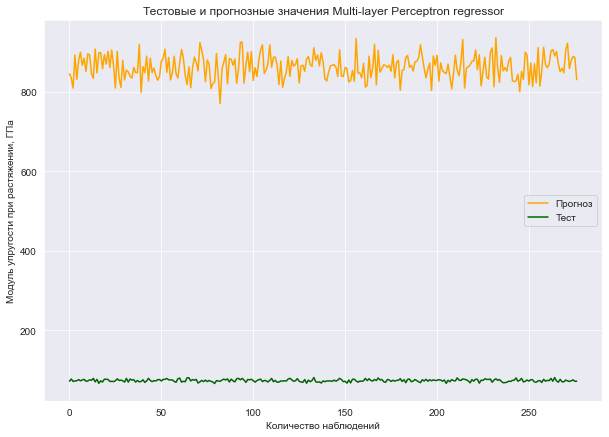 Тестовые и прогнозные значения Multi-layer Perceptron regressor
Модуль упругости при растяжении, ГПа
800
600
400
200
Прогноз
Тест
0
50
100
150
200
250
Количество наблюдений